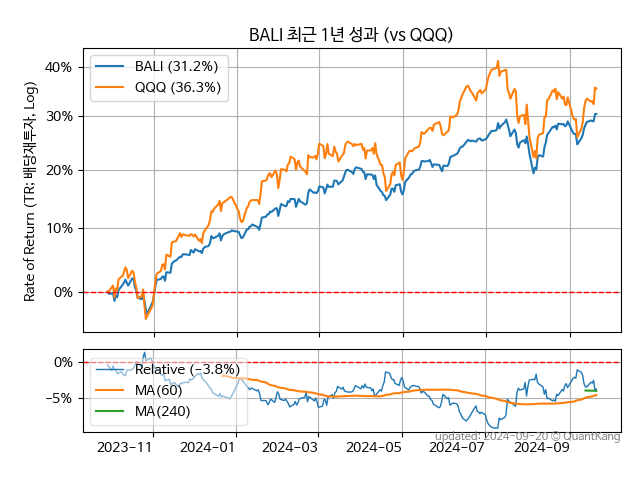 BALI 최근 1년 성과 (vs QQQ)
BALI (31.2%)
QQQ (36.3%)
40%
30%
20%
10%
0%
Rate of Return (TR: 배당재투자, Log)
Relative (−3.8%)
MA(60)
MA(240)
0%
−5%
2023−11
2024−01
2024−03
2024−05
2024−07
2024−09
updated: 2024-09-20 © QuantKang